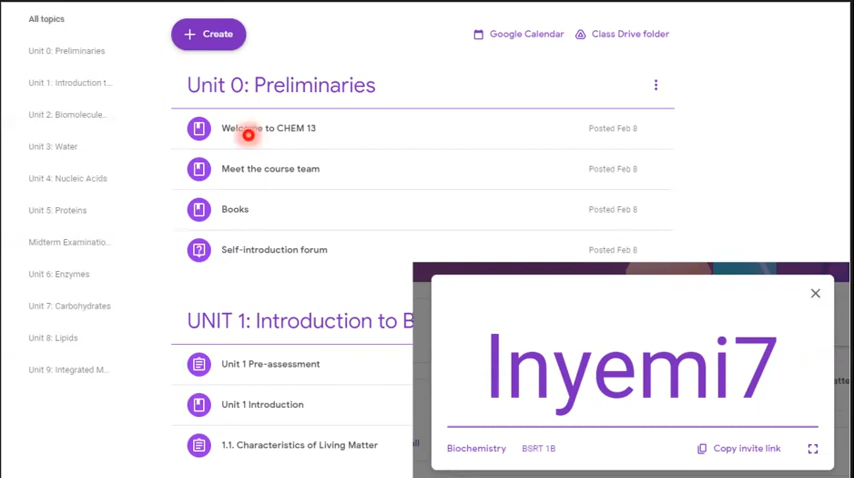 All topics
Unit 0: Preliminaries
Unit 1: Introduction t...
Unit 2: Biomolecule...
Unit 3: Water
Unit 4: Nucleic Acids
Unit 5: Proteins
Midterm Examinatio...
Unit 6: Enzymes
Unit 7: Carbohydrates
Unit 8: Lipids
Unit 9: Integrated M...
Create
Google Calendar
Class Drive folder
Unit 0: Preliminaries
Welcome to CHEM 13 Posted Feb 8
Meet the course team Posted Feb 8
Books Posted Feb 8
Self-introduction forum Posted Feb 8
UNIT 1: Introduction to B
Unit 1 Pre-assessment
Unit 1 Introduction
1.1. Characteristics of Living Matter
lnyemi7
Biochemistry BSRT 1B
Copy invite link